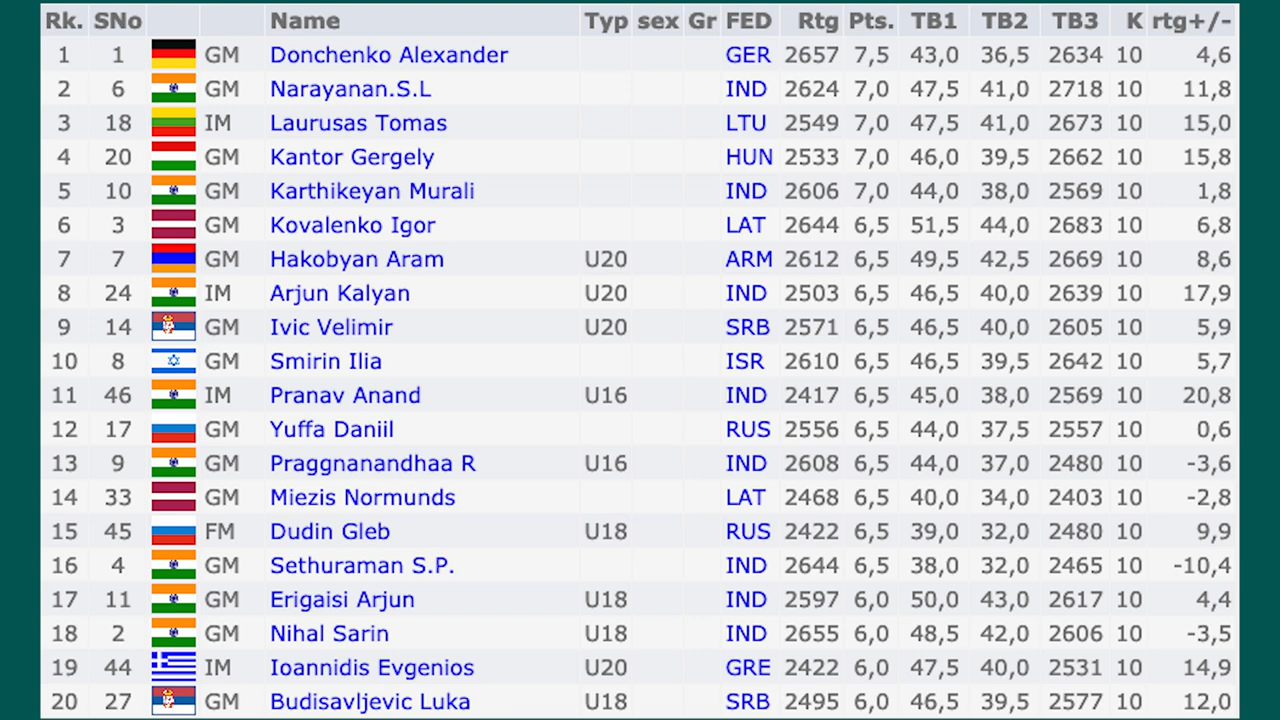 Rk. SNo Name Typ sex Gr FED Rtg Pts. TB1 TB2 TB3 K rtg+/-
1 1 GM Donchenko Alexander GER 2657 7,5 43,0 36,5 2634 10 4,6
2 6 GM Narayanan.S.L IND 2624 7,0 47,5 41,0 2718 10 11,8
3 18 IM Laurusas Tomas LTU 2549 7,0 47,5 41,0 2673 10 15,0
4 20 GM Kantor Gergely HUN 2533 7,0 46,0 39,5 2662 10 15,8
5 10 GM Karthikeyan Murali IND 2606 7,0 44,0 38,0 2569 10 1,8
6 3 GM Kovalenko Igor LAT 2644 6,5 51,5 44,0 2683 10 6,8
7 7 GM Hakobyan Aram U20 ARM 2612 6,5 49,5 42,5 2669 10 8,6
8 24 IM Arjun Kalyan U20 IND 2503 6,5 46,5 40,0 2639 10 17,9
9 14 GM Ivic Velimir U20 SRB 2571 6,5 46,5 40,0 2605 10 5,9
10 8 GM Smirin Ilia ISR 2610 6,5 46,5 39,5 2642 10 5,7
11 46 IM Pranav Anand U16 IND 2417 6,5 45,0 38,0 2569 10 20,8
12 17 GM Yuffa Daniil RUS 2556 6,5 44,0 37,5 2557 10 0,6
13 9 GM Praggnanandhaa R U16 IND 2608 6,5 44,0 37,0 2480 10 -3,6
14 33 GM Miezis Normunds LAT 2468 6,5 40,0 34,0 2403 10 -2,8
15 45 FM Dudin Gleb U18 RUS 2422 6,5 39,0 32,0 2480 10 9,9
16 4 GM Sethuraman S.P. IND 2644 6,5 38,0 32,0 2465 10 -10,4
17 11 GM Erigaisi Arjun U18 IND 2597 6,0 50,0 43,0 2617 10 4,4
18 2 GM Nihal Sarin U18 IND 2655 6,0 48,5 42,0 2606 10 -3,5
19 44 IM Ioannidis Evgenios U20 GRE 2422 6,0 47,5 40,0 2531 10 14,9
20 27 GM Budisavljevic Luka U18 SRB 2495 6,0 46,5 39,5 2577 10 12,0